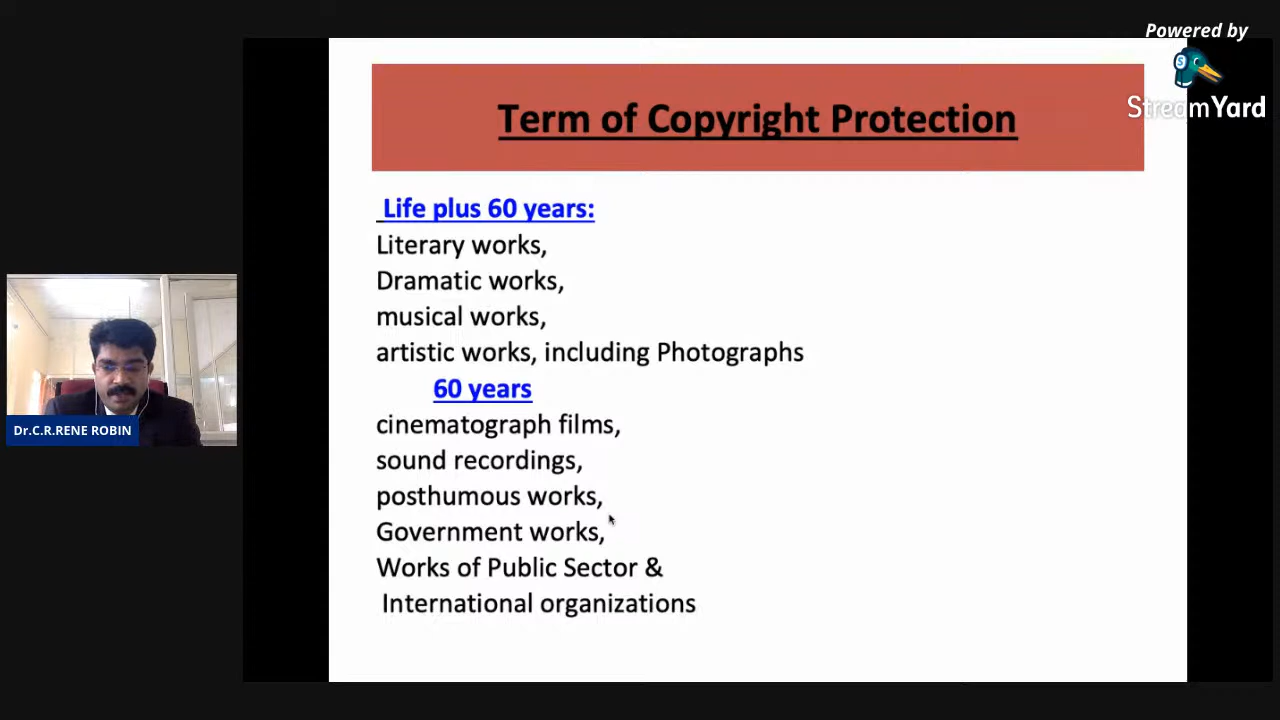 Powered by
StreamYard
Term of Copyright Protection
Life plus 60 years:
Literary works,
Dramatic works,
musical works,
artistic works, including Photographs
60 years
cinematograph films,
sound recordings,
posthumous works,
Government works,
Works of Public Sector &
International organizations
Dr.C.R.RENE ROBIN